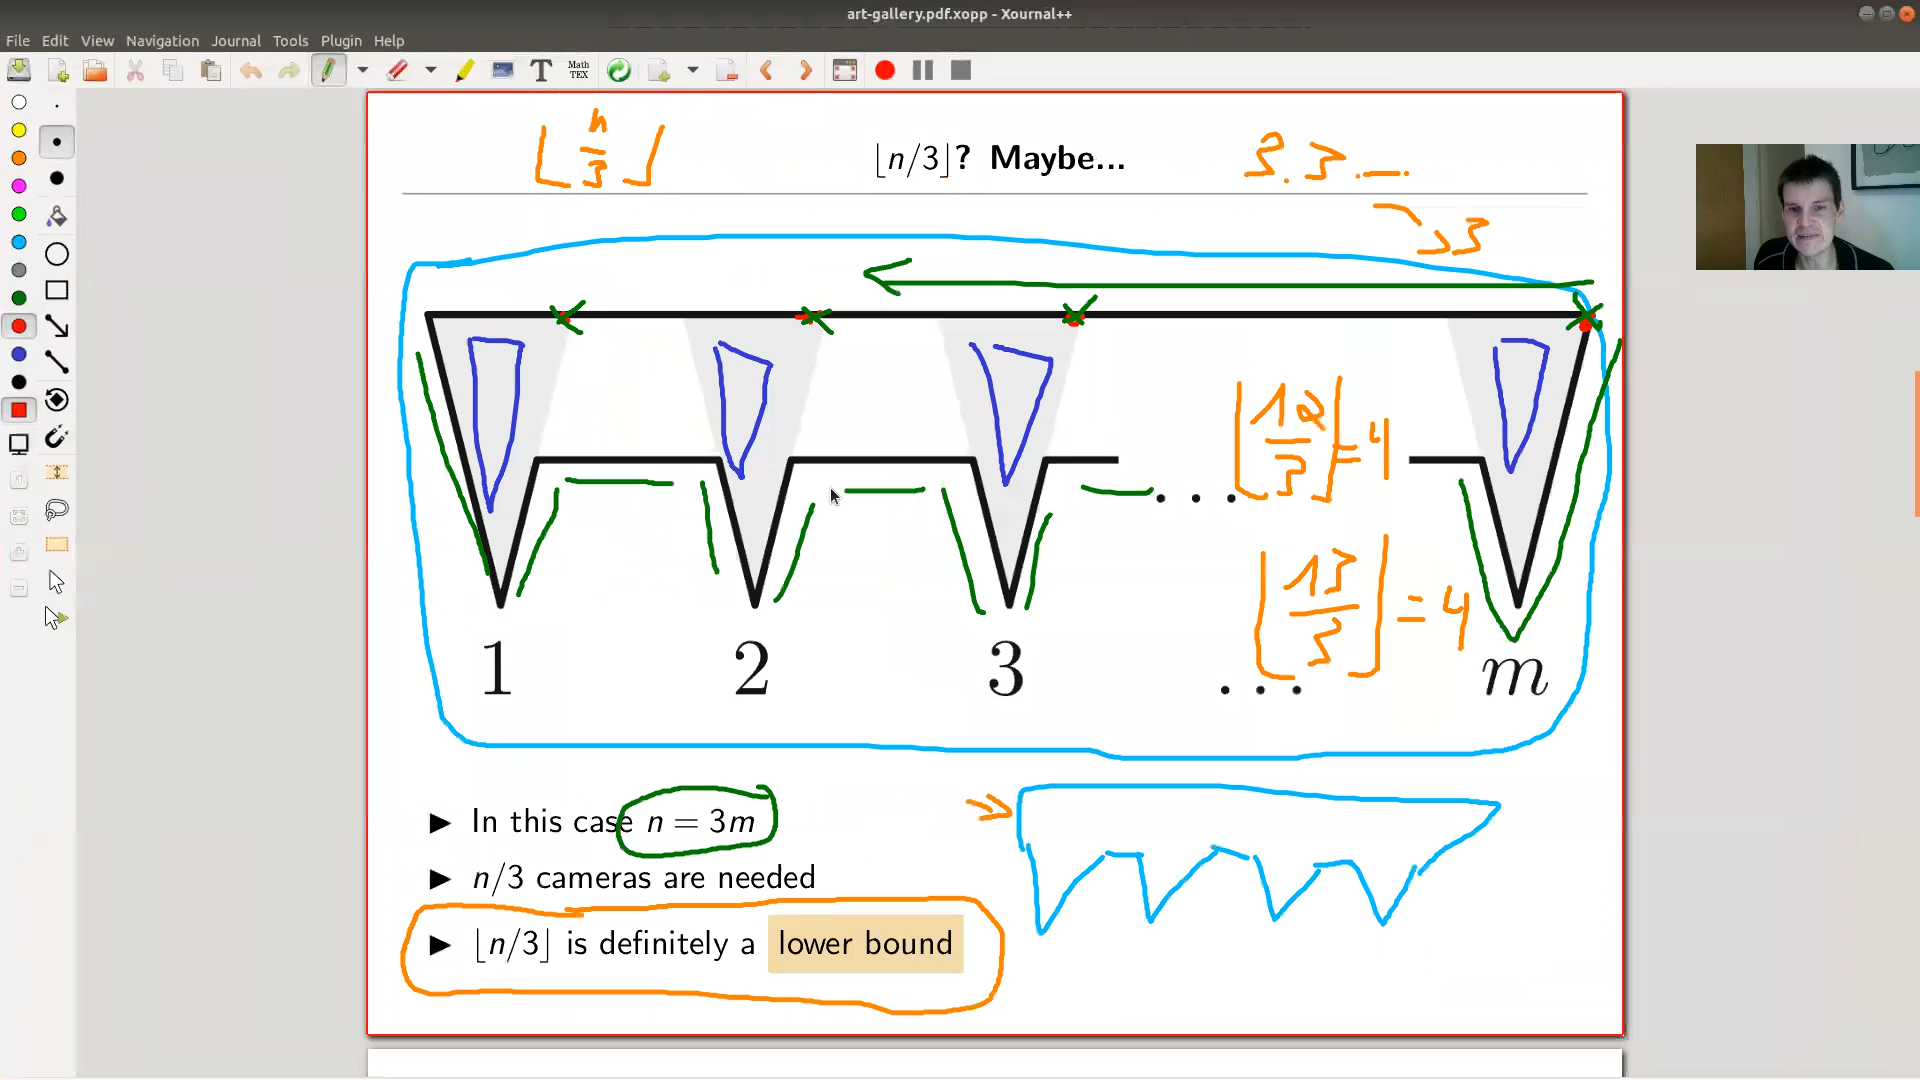 art-gallery.pdf.xopp - Xournal++
File Edit View Navigation Journal Tools Plugin Help
T Math TEX
⌊n/3⌋
⌊n/3⌋? Maybe...
3.3...
3
⌊12/3⌋=4
⌊13/3⌋=4
1 2 3 ... m
▶ In this case n = 3m
▶ n/3 cameras are needed
▶ ⌊n/3⌋ is definitely a lower bound